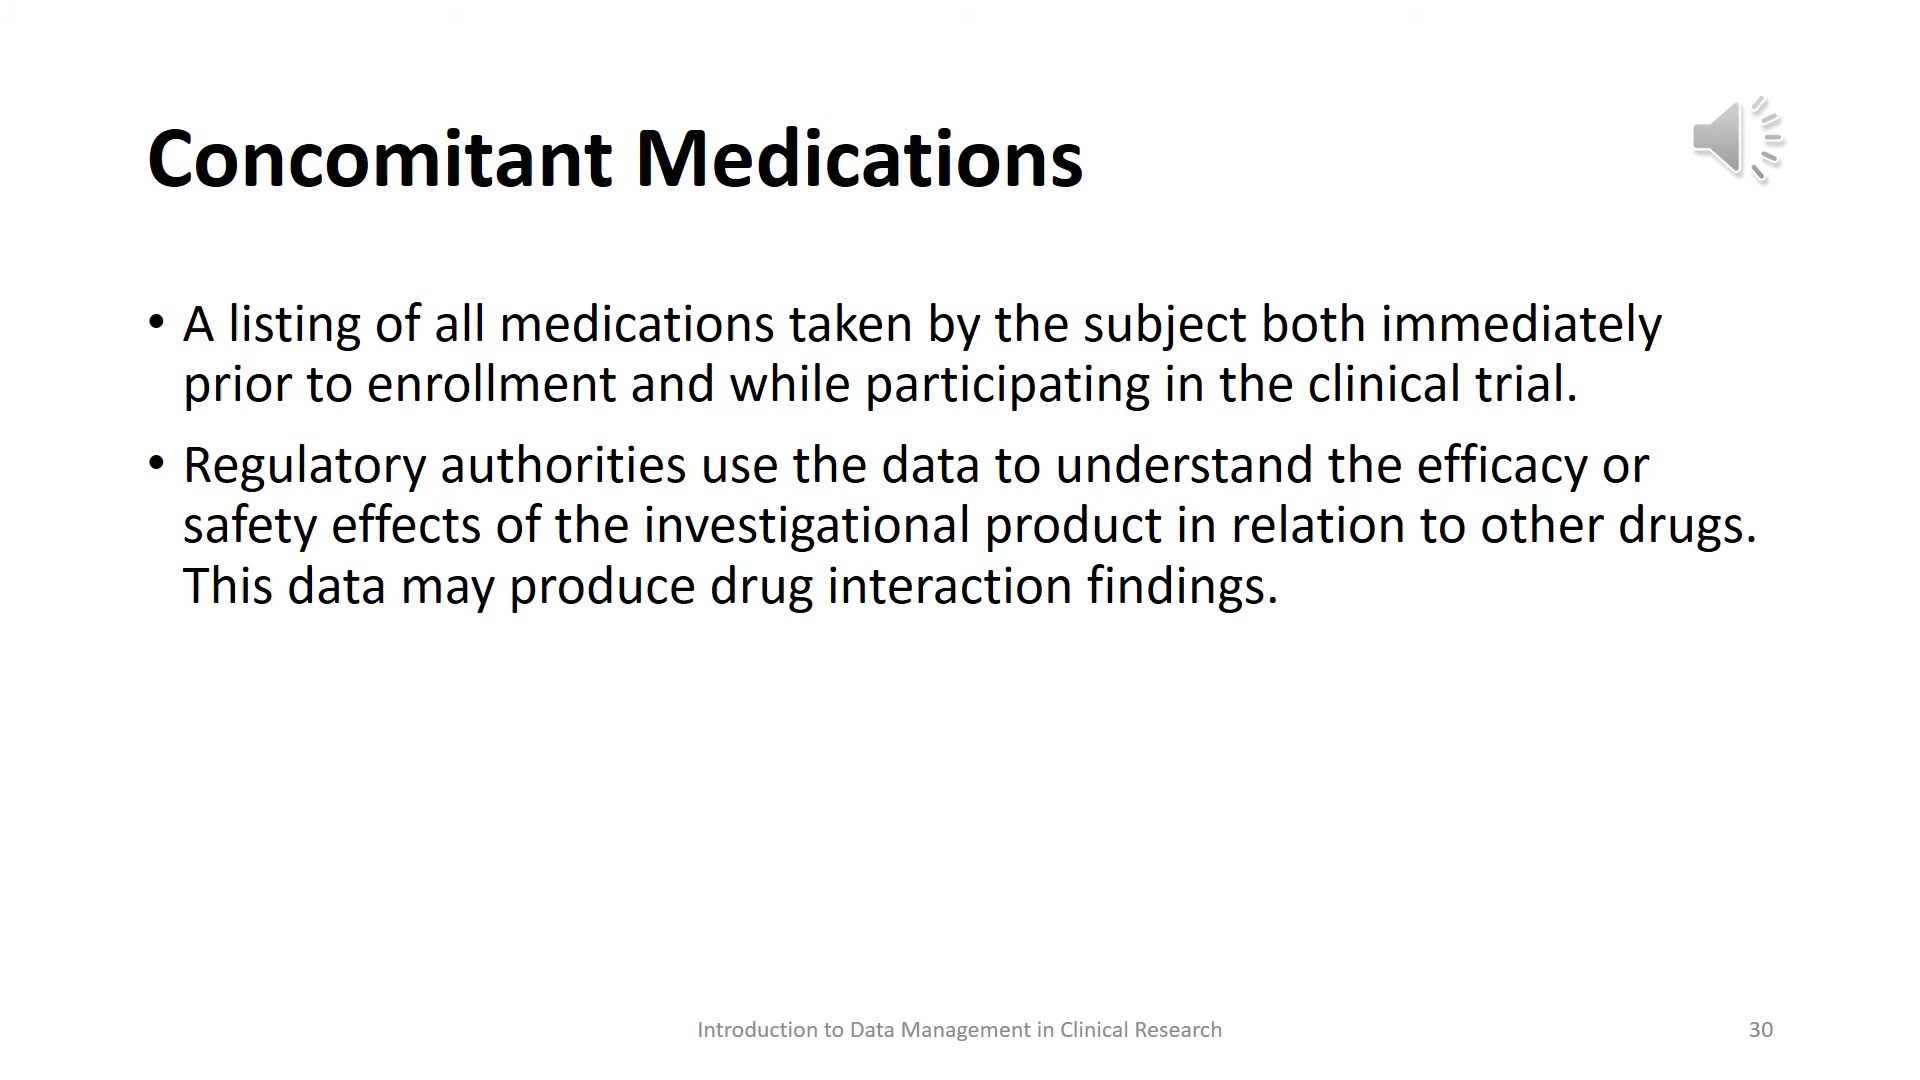 Concomitant Medications
• A listing of all medications taken by the subject both immediately
prior to enrollment and while participating in the clinical trial.
• Regulatory authorities use the data to understand the efficacy or
safety effects of the investigational product in relation to other drugs.
This data may produce drug interaction findings.
Introduction to Data Management in Clinical Research
30